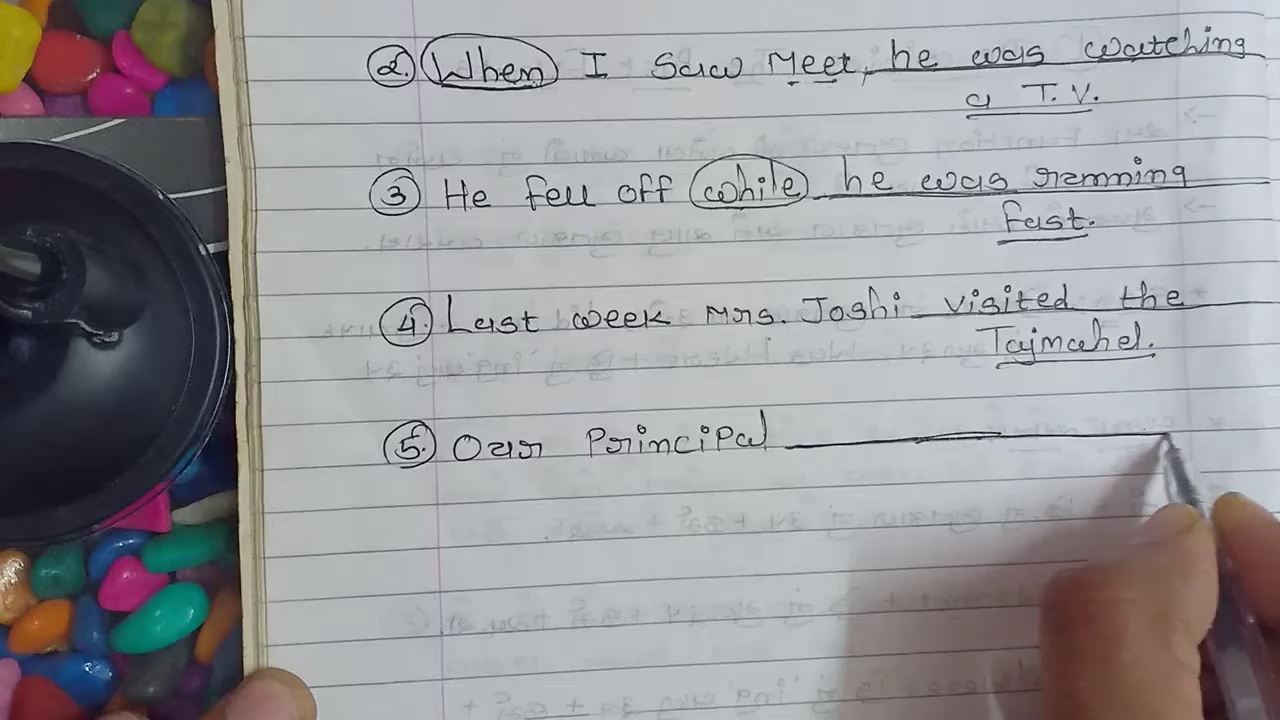 2. When I saw Meet, he was watching
a T.V.
3 He fell off while he was running
fast.
4. Last week Mrs. Joshi visited the
Tajmahel.
5. Our Principal